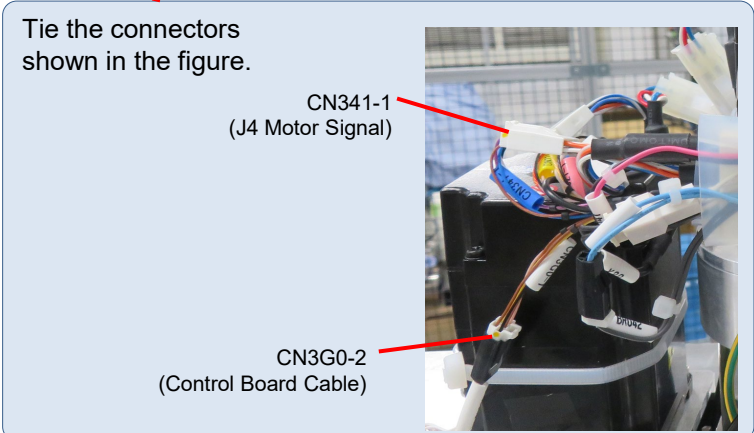 Tie the connectors
shown in the figure.
CN341-1
(J4 Motor Signal)
CN3G0-2
(Control Board Cable)